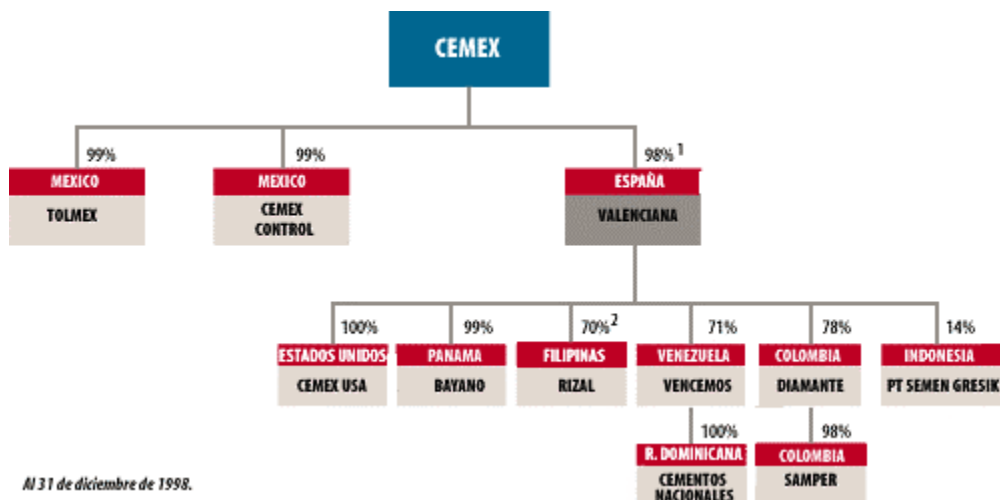 CEMEX
99% 99% 98% 1
MEXICO MEXICO ESPAÑA
TOLMEX CEMEX VALENCIANA
CONTROL
100% 99% 70% 2 71% 78% 14%
ESTADOS UNIDOS PANAMA FILIPINAS VENEZUELA COLOMBIA INDONESIA
CEMEX USA BAYANO RIZAL VENCEMOS DIAMANTE PT SEMEN GRESIK
100% 98%
R. DOMINICANA COLOMBIA
CEMENTOS SAMPER
NACIONALES
Al 31 de diciembre de 1998.